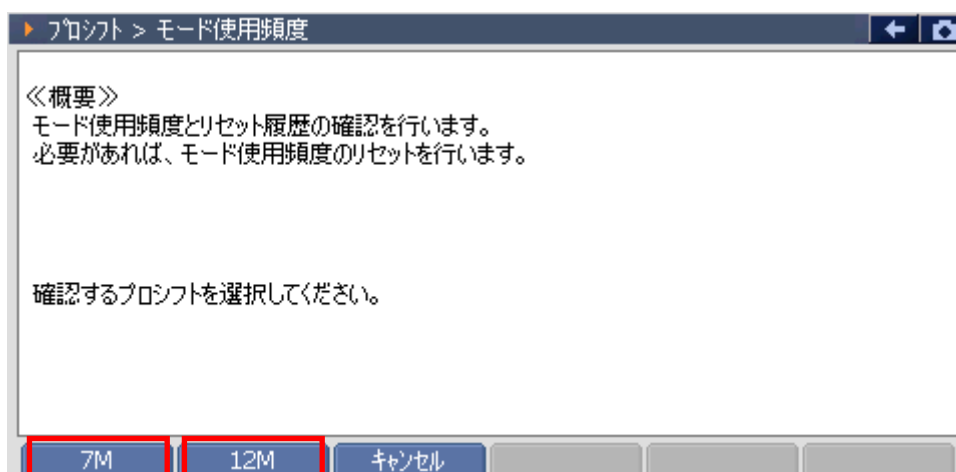 プロシフト > モード使用頻度
≪概要≫
モード使用頻度とリセット履歴の確認を行います。
必要があれば、モード使用頻度のリセットを行います。
確認するプロシフトを選択してください。
7M
12M
キャンセル